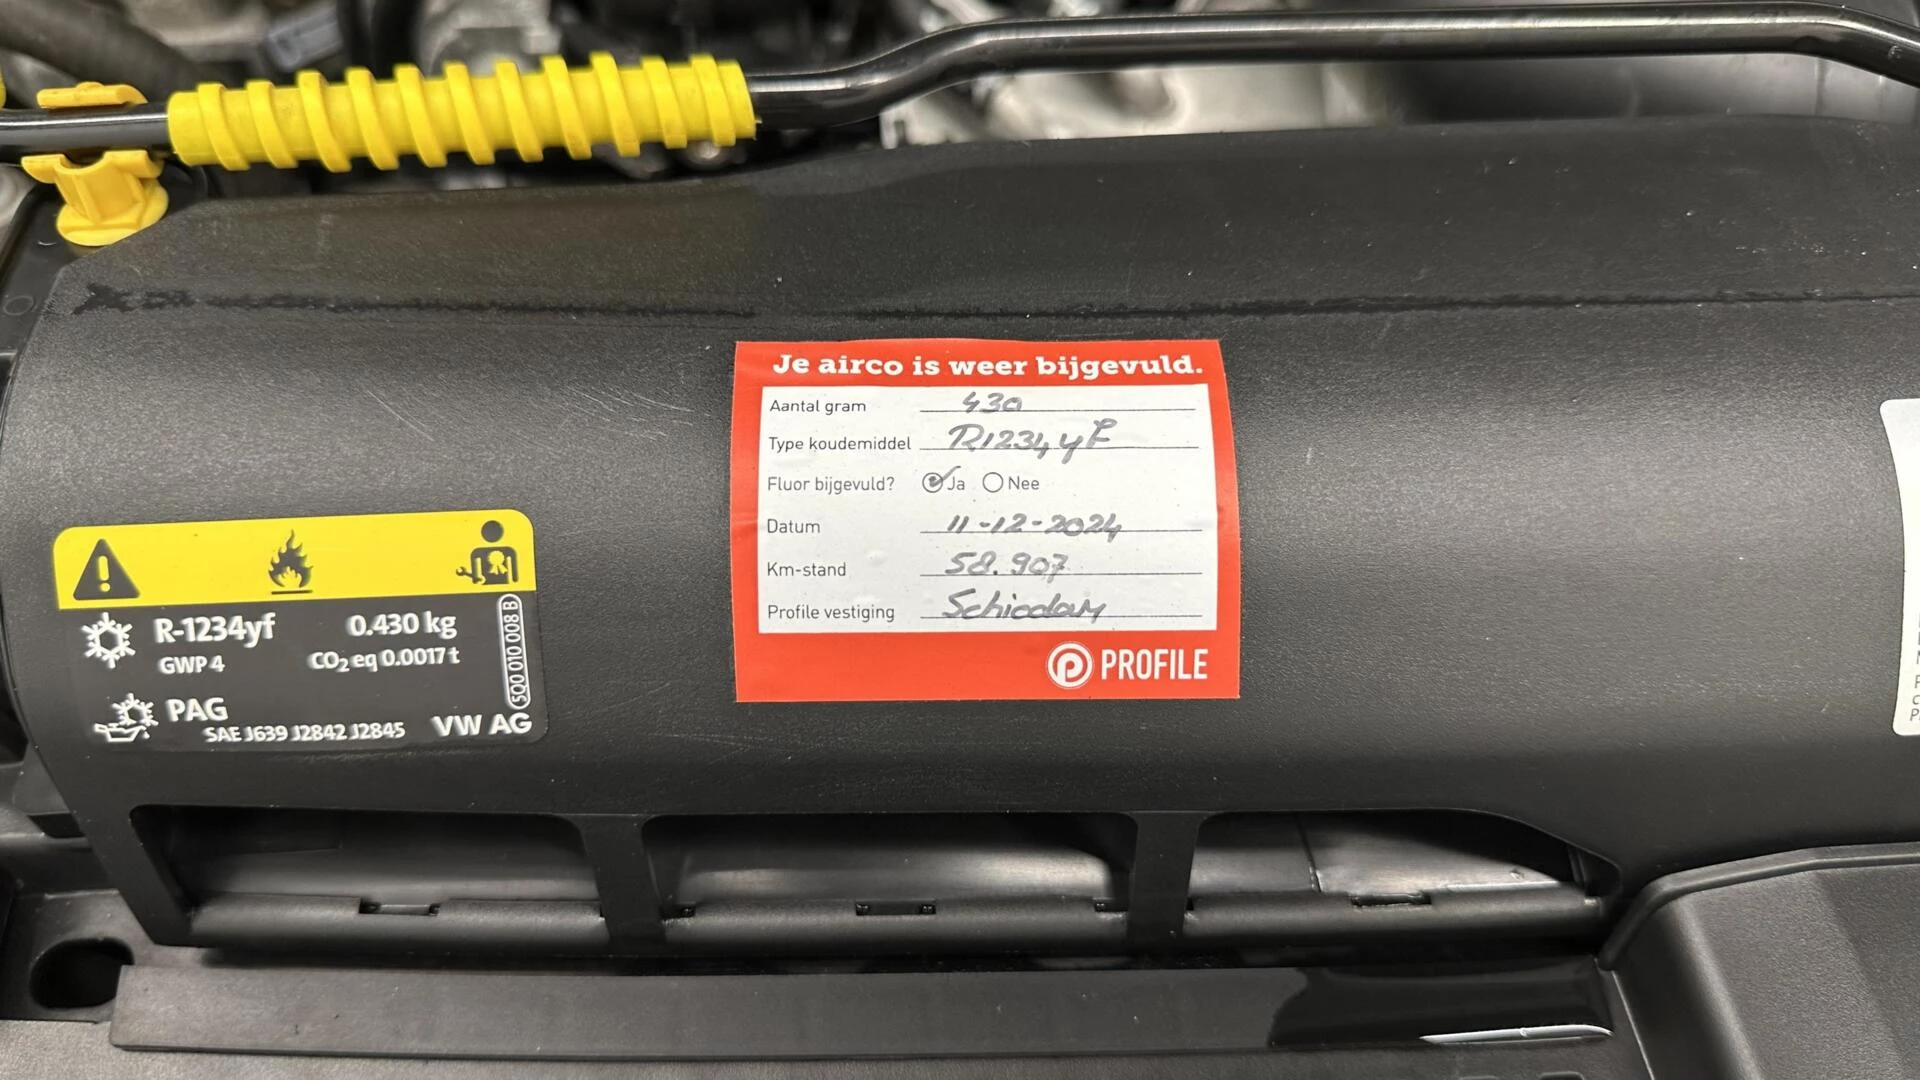 Je airco is weer bijgevuld.
Aantal gram 430
Type koudemiddel R1234yF
Fluor bijgevuld? Ja Nee
Datum 11-12-2024
Km-stand 58.907
Profile vestiging Schiedam
PROFILE
R-1234yf 0.430 kg
GWP 4 CO2 eq 0.0017 t
PAG
SAE J639 J2842 J2845 VW AG
5Q0 010 008 B